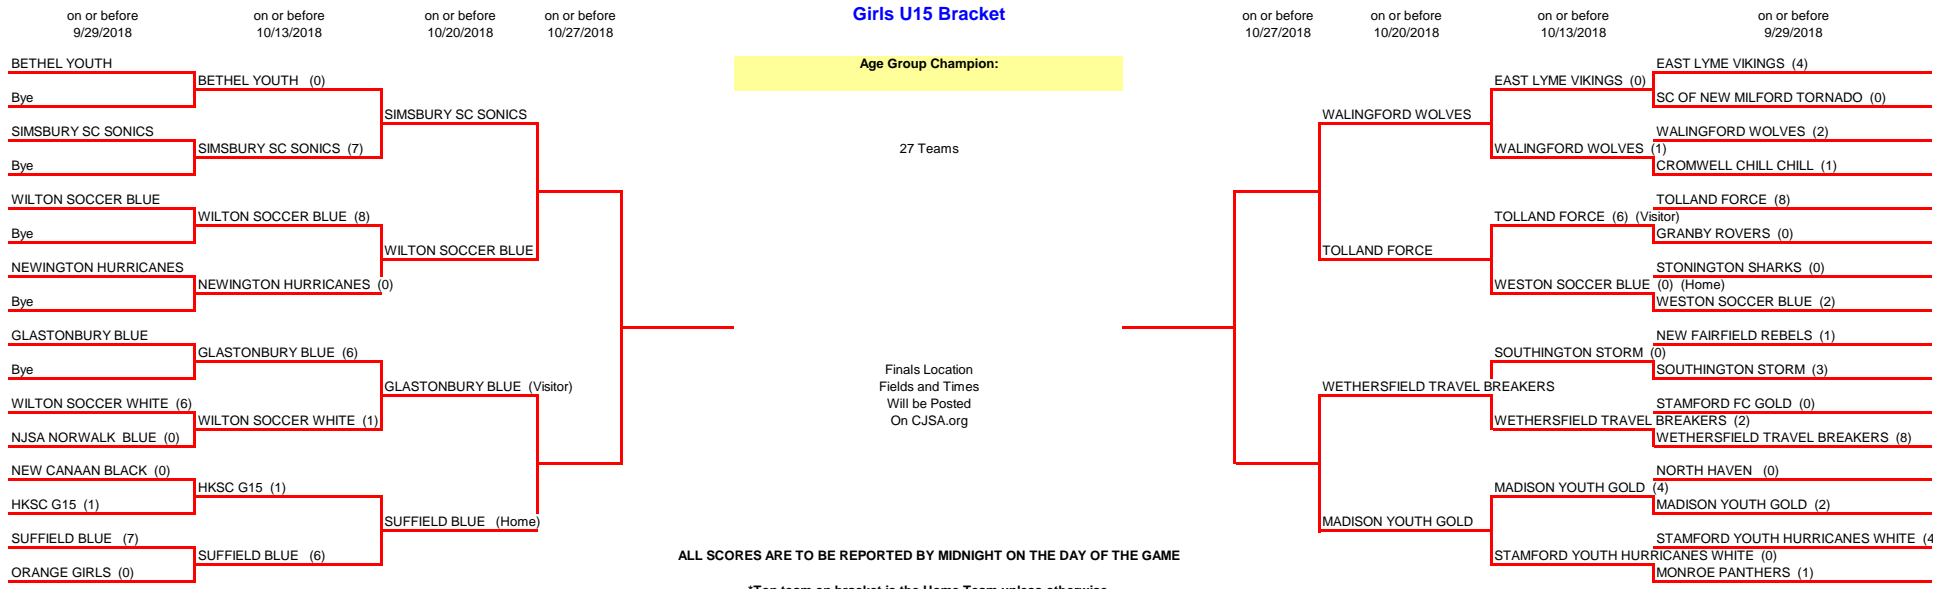 on or before
9/29/2018
on or before
10/13/2018
on or before
10/20/2018
on or before
10/27/2018
Girls U15 Bracket
on or before
10/27/2018
on or before
10/20/2018
on or before
10/13/2018
on or before
9/29/2018
BETHEL YOUTH
Bye
SIMSBURY SC SONICS
Bye
WILTON SOCCER BLUE
Bye
NEWINGTON HURRICANES
Bye
GLASTONBURY BLUE
Bye
WILTON SOCCER WHITE (6)
NJSA NORWALK BLUE (0)
NEW CANAAN BLACK (0)
HKSC G15 (1)
SUFFIELD BLUE (7)
ORANGE GIRLS (0)
BETHEL YOUTH (0)
SIMSBURY SC SONICS (7)
WILTON SOCCER BLUE (8)
NEWINGTON HURRICANES (0)
GLASTONBURY BLUE (6)
WILTON SOCCER WHITE (1)
HKSC G15 (1)
SUFFIELD BLUE (6)
SIMSBURY SC SONICS
WILTON SOCCER BLUE
GLASTONBURY BLUE (Visitor)
SUFFIELD BLUE (Home)
Age Group Champion:
27 Teams
Finals Location
Fields and Times
Will be Posted
On CJSA.org
ALL SCORES ARE TO BE REPORTED BY MIDNIGHT ON THE DAY OF THE GAME
*Top team on bracket is the Home Team unless otherwise
WALINGFORD WOLVES
TOLLAND FORCE
WETHERSFIELD TRAVEL BREAKERS
MADISON YOUTH GOLD
EAST LYME VIKINGS (0)
WALINGFORD WOLVES (1)
TOLLAND FORCE (6) (Visitor)
WESTON SOCCER BLUE (0) (Home)
SOUTHINGTON STORM (0)
WETHERSFIELD TRAVEL BREAKERS (2)
MADISON YOUTH GOLD (4)
STAMFORD YOUTH HURRICANES WHITE (0)
EAST LYME VIKINGS (4)
SC OF NEW MILFORD TORNADO (0)
WALINGFORD WOLVES (2)
CROMWELL CHILL CHILL (1)
TOLLAND FORCE (8)
GRANBY ROVERS (0)
STONINGTON SHARKS (0)
WESTON SOCCER BLUE (2)
NEW FAIRFIELD REBELS (1)
SOUTHINGTON STORM (3)
STAMFORD FC GOLD (0)
WETHERSFIELD TRAVEL BREAKERS (8)
NORTH HAVEN (0)
MADISON YOUTH GOLD (2)
STAMFORD YOUTH HURRICANES WHITE (4
MONROE PANTHERS (1)